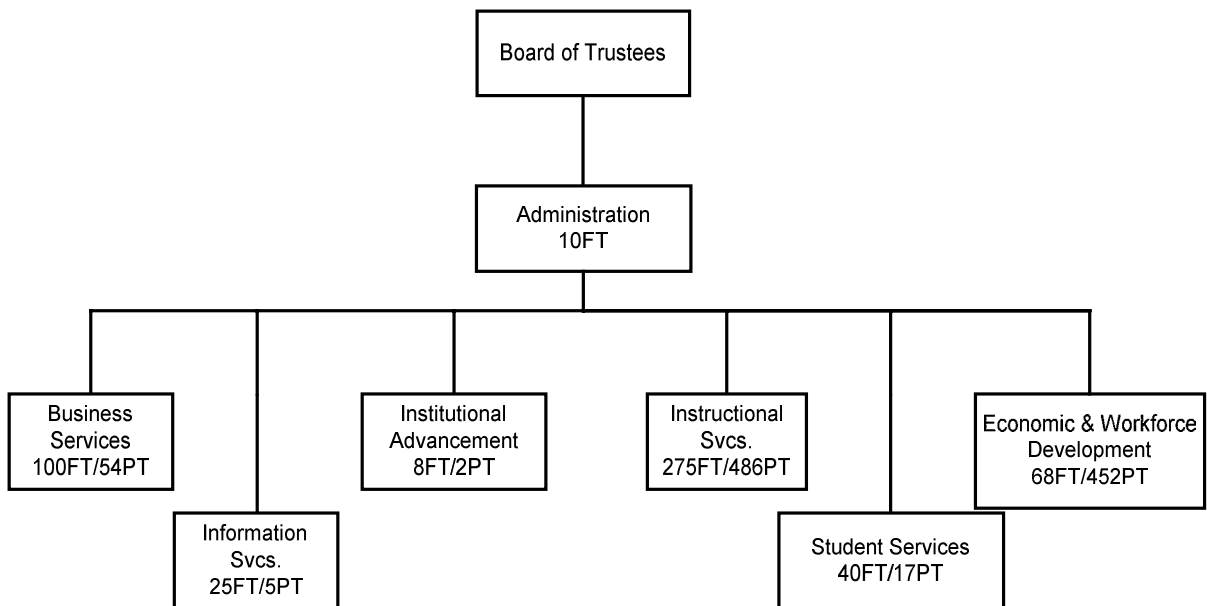 Board of Trustees
Administration
10FT
Business
Services
100FT/54PT
Institutional
Advancement
8FT/2PT
Instructional
Svcs.
275FT/486PT
Economic & Workforce
Development
68FT/452PT
Information
Svcs.
25FT/5PT
Student Services
40FT/17PT